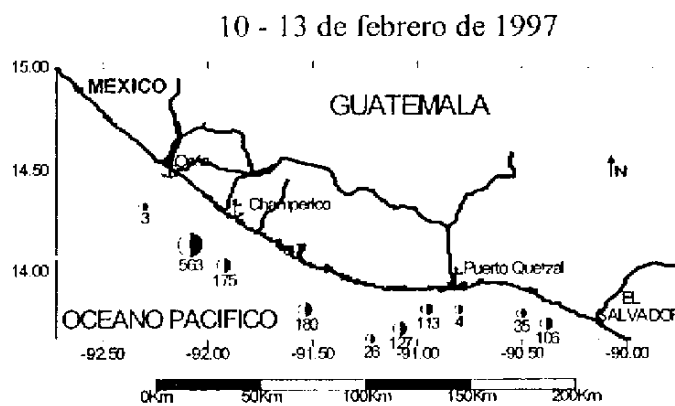 10 - 13 de febrero de 1997
15.00
MEXICO
GUATEMALA
14.50
Ocós
N
3
Champerico
563
175
14.00
Puerto Quetzal
OCEANO PACIFICO
180
26
127
113
4
35
106
EL
SALVADOR
-92.50
-92.00
-91.50
-91.00
-90.50
-90.00
0Km
50Km
100Km
150Km
200Km